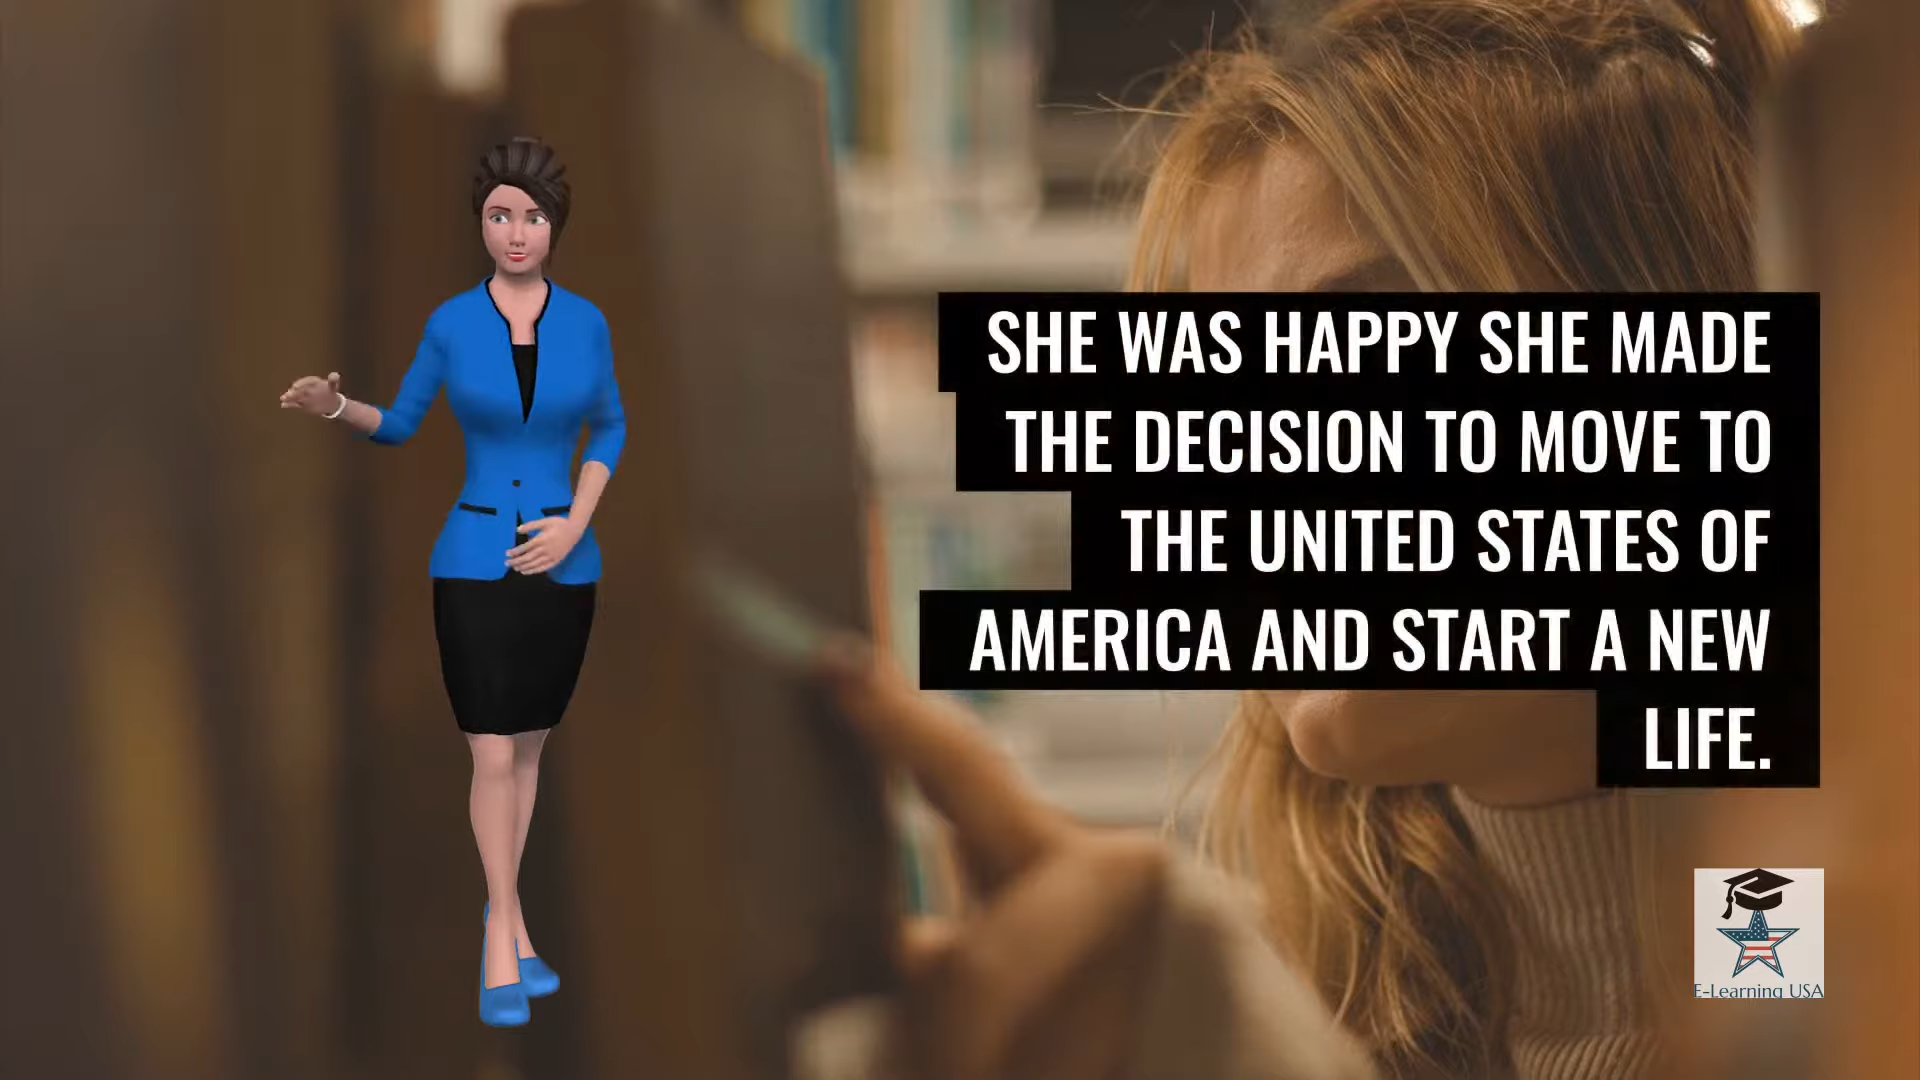 SHE WAS HAPPY SHE MADE
THE DECISION TO MOVE TO
THE UNITED STATES OF
AMERICA AND START A NEW
LIFE.
E-Learning USA